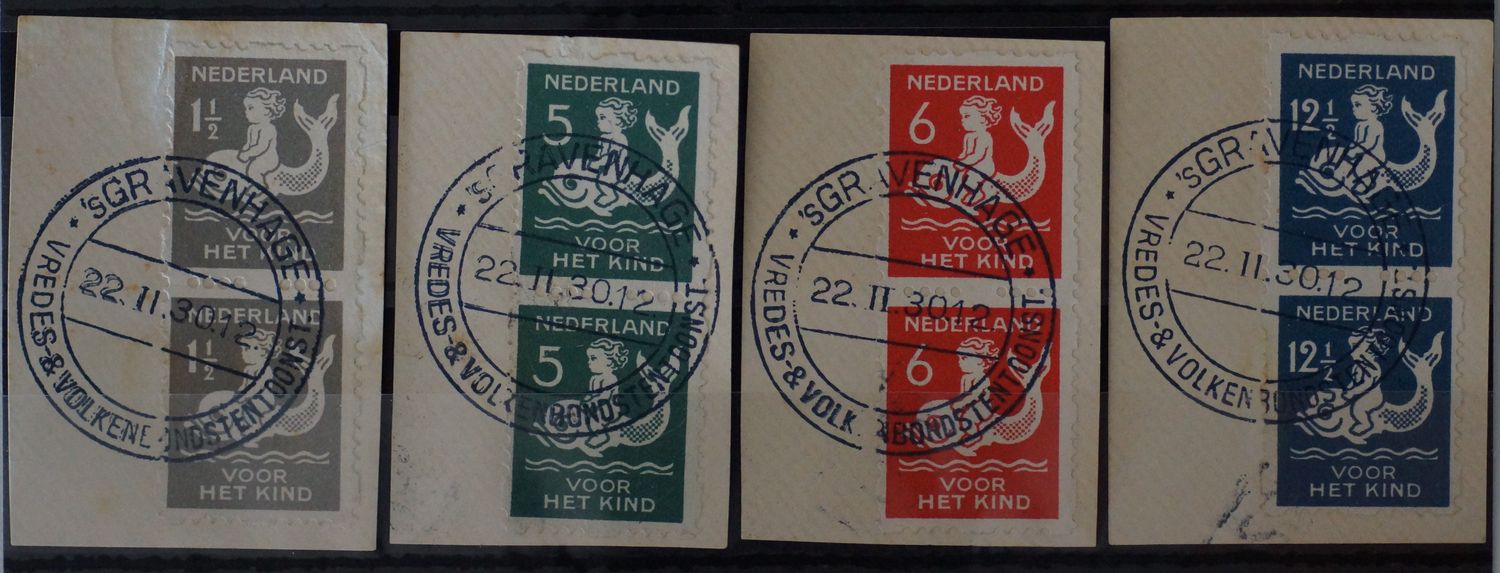 NEDERLAND
1½
VOOR
HET KIND
NEDERLAND
1½
VOOR
HET KIND
* 'sGRAVENHAGE *
22.II.30.12.
VREDES-& VOLKENBONDSTENTOONST.
NEDERLAND
5
VOOR
HET KIND
NEDERLAND
5
VOOR
HET KIND
* 'sGRAVENHAGE *
22.II.30.12.
VREDES-& VOLKENBONDSTENTOONST.
NEDERLAND
6
VOOR
HET KIND
NEDERLAND
6
VOOR
HET KIND
* 'sGRAVENHAGE *
22.II.30.12.
VREDES-& VOLKENBONDSTENTOONST.
NEDERLAND
12½
VOOR
HET KIND
NEDERLAND
12½
VOOR
HET KIND
* 'sGRAVENHAGE *
22.II.30.12.
VREDES-& VOLKENBONDSTENTOONST.